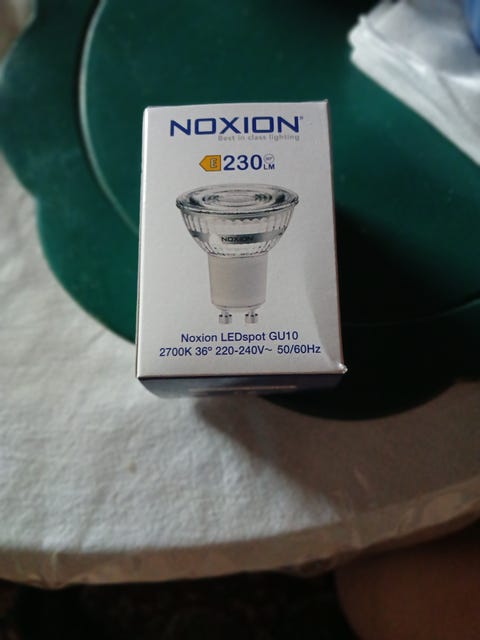 NOXION®
Best in class lighting
E 230 LM
NOXION
Noxion LEDspot GU10
2700K 36° 220-240V~ 50/60Hz